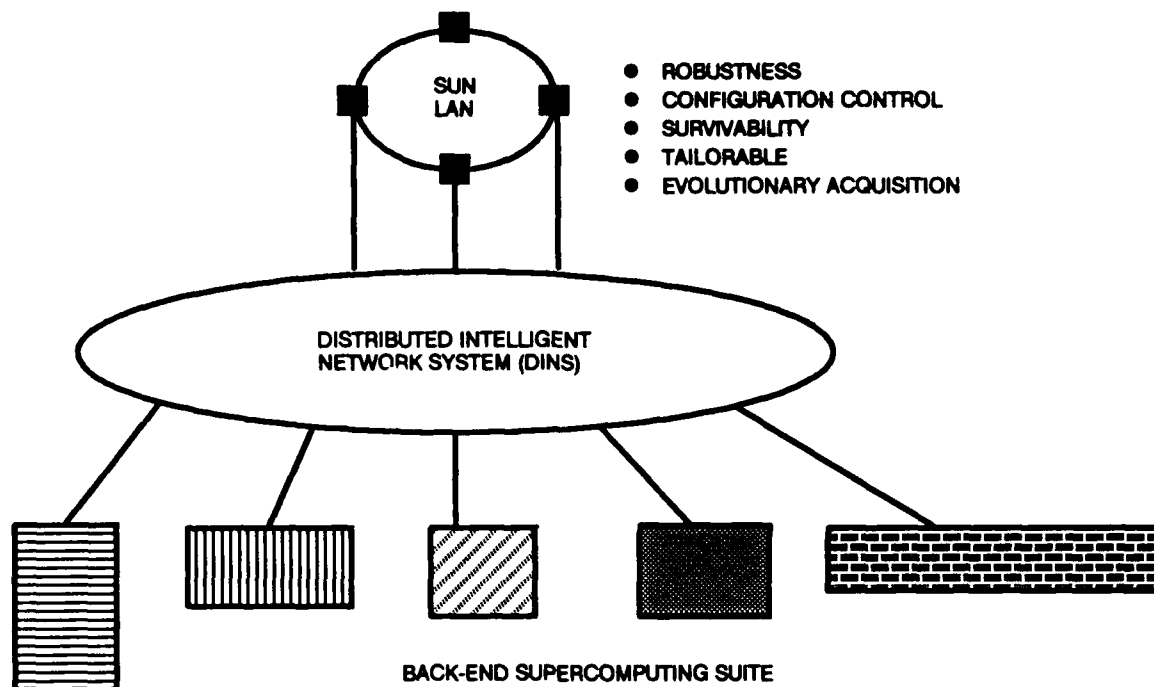 SUN
LAN
ROBUSTNESS
CONFIGURATION CONTROL
SURVIVABILITY
TAILORABLE
EVOLUTIONARY ACQUISITION
DISTRIBUTED INTELLIGENT
NETWORK SYSTEM (DINS)
BACK-END SUPERCOMPUTING SUITE